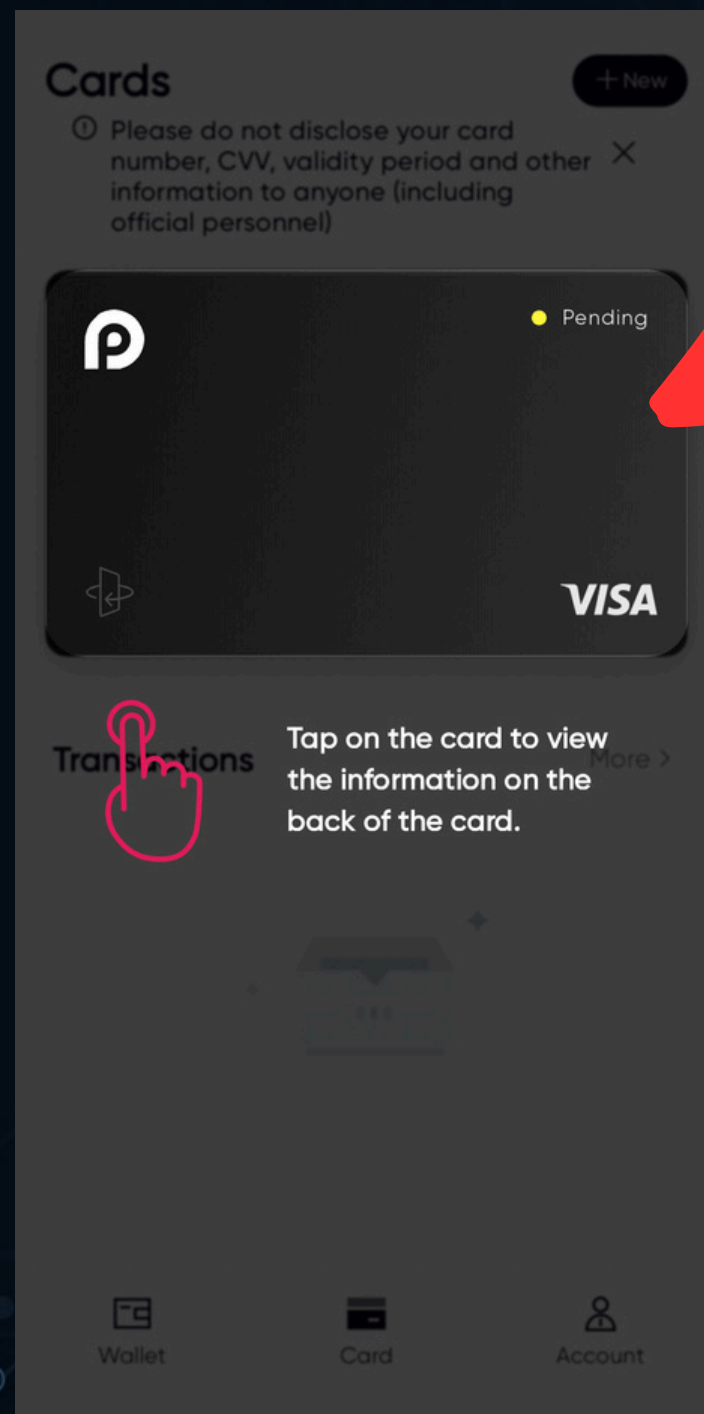 Cards
+ New
Please do not disclose your card
number, CVV, validity period and other
information to anyone (including
official personnel)
Pending
VISA
Tap on the card to view
the information on the
back of the card.
Transactions
More >
Wallet
Card
Account